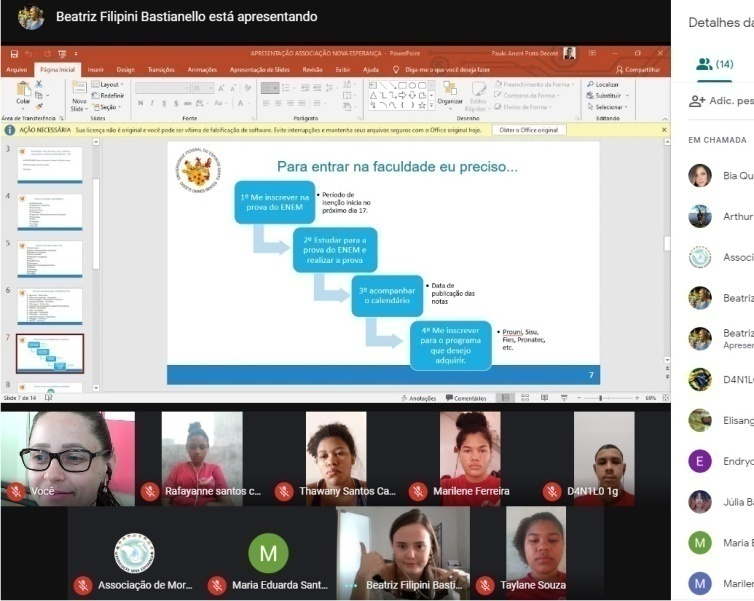 Beatriz Filipini Bastianello está apresentando
Detalhes da
APRESENTAÇÃO ASSOCIAÇÃO NOVA ESPERANÇA - PowerPoint
Paulo André Prata Decoté
Arquivo Página Inicial Inserir Design Transições Animações Apresentação de Slides Revisão Exibir Ajuda Diga-me o que você deseja fazer Compartilhar
Colar
Novo Slide
Layout
Redefinir
Seção
Organizar
Estilos Rápidos
Preenchimento da Forma
Contorno da Forma
Efeitos de Forma
Localizar
Substituir
Selecionar
Área de Transferência Slides Fonte Parágrafo Desenho Editando
AÇÃO NECESSÁRIA Sua licença não é original e você pode ser vítima de falsificação de software. Evite interrupções e mantenha seus arquivos seguros com o Office original hoje. Obter o Office original
3
4
5
6
7
8
Para entrar na faculdade eu preciso...
1º Me inscrever na
prova do ENEM
• Período de
isenção inicia no
próximo dia 17.
2º Estudar para a
prova do ENEM e
realizar a prova
3º acompanhar
o calendário
• Data de
publicação das
notas
4º Me inscrever
para o programa
que desejo
adquirir.
• Prouni, Sisu,
Fies, Pronatec,
etc.
7
Slide 7 de 14
Anotações Comentários
68%
(14)
Adic. pes
EM CHAMADA
Bia Qu
Arthur
Associ
Beatriz
Beatriz
Apresen
D4N1L
Elisang
E Endryo
Júlia Ba
M Maria E
M Marilen
Você
Rafayanne santos c...
Thawany Santos Ca...
Marilene Ferreira
D4N1L0 1g
Associação de Mor...
M
Maria Eduarda Sant...
Beatriz Filipini Basti...
Taylane Souza